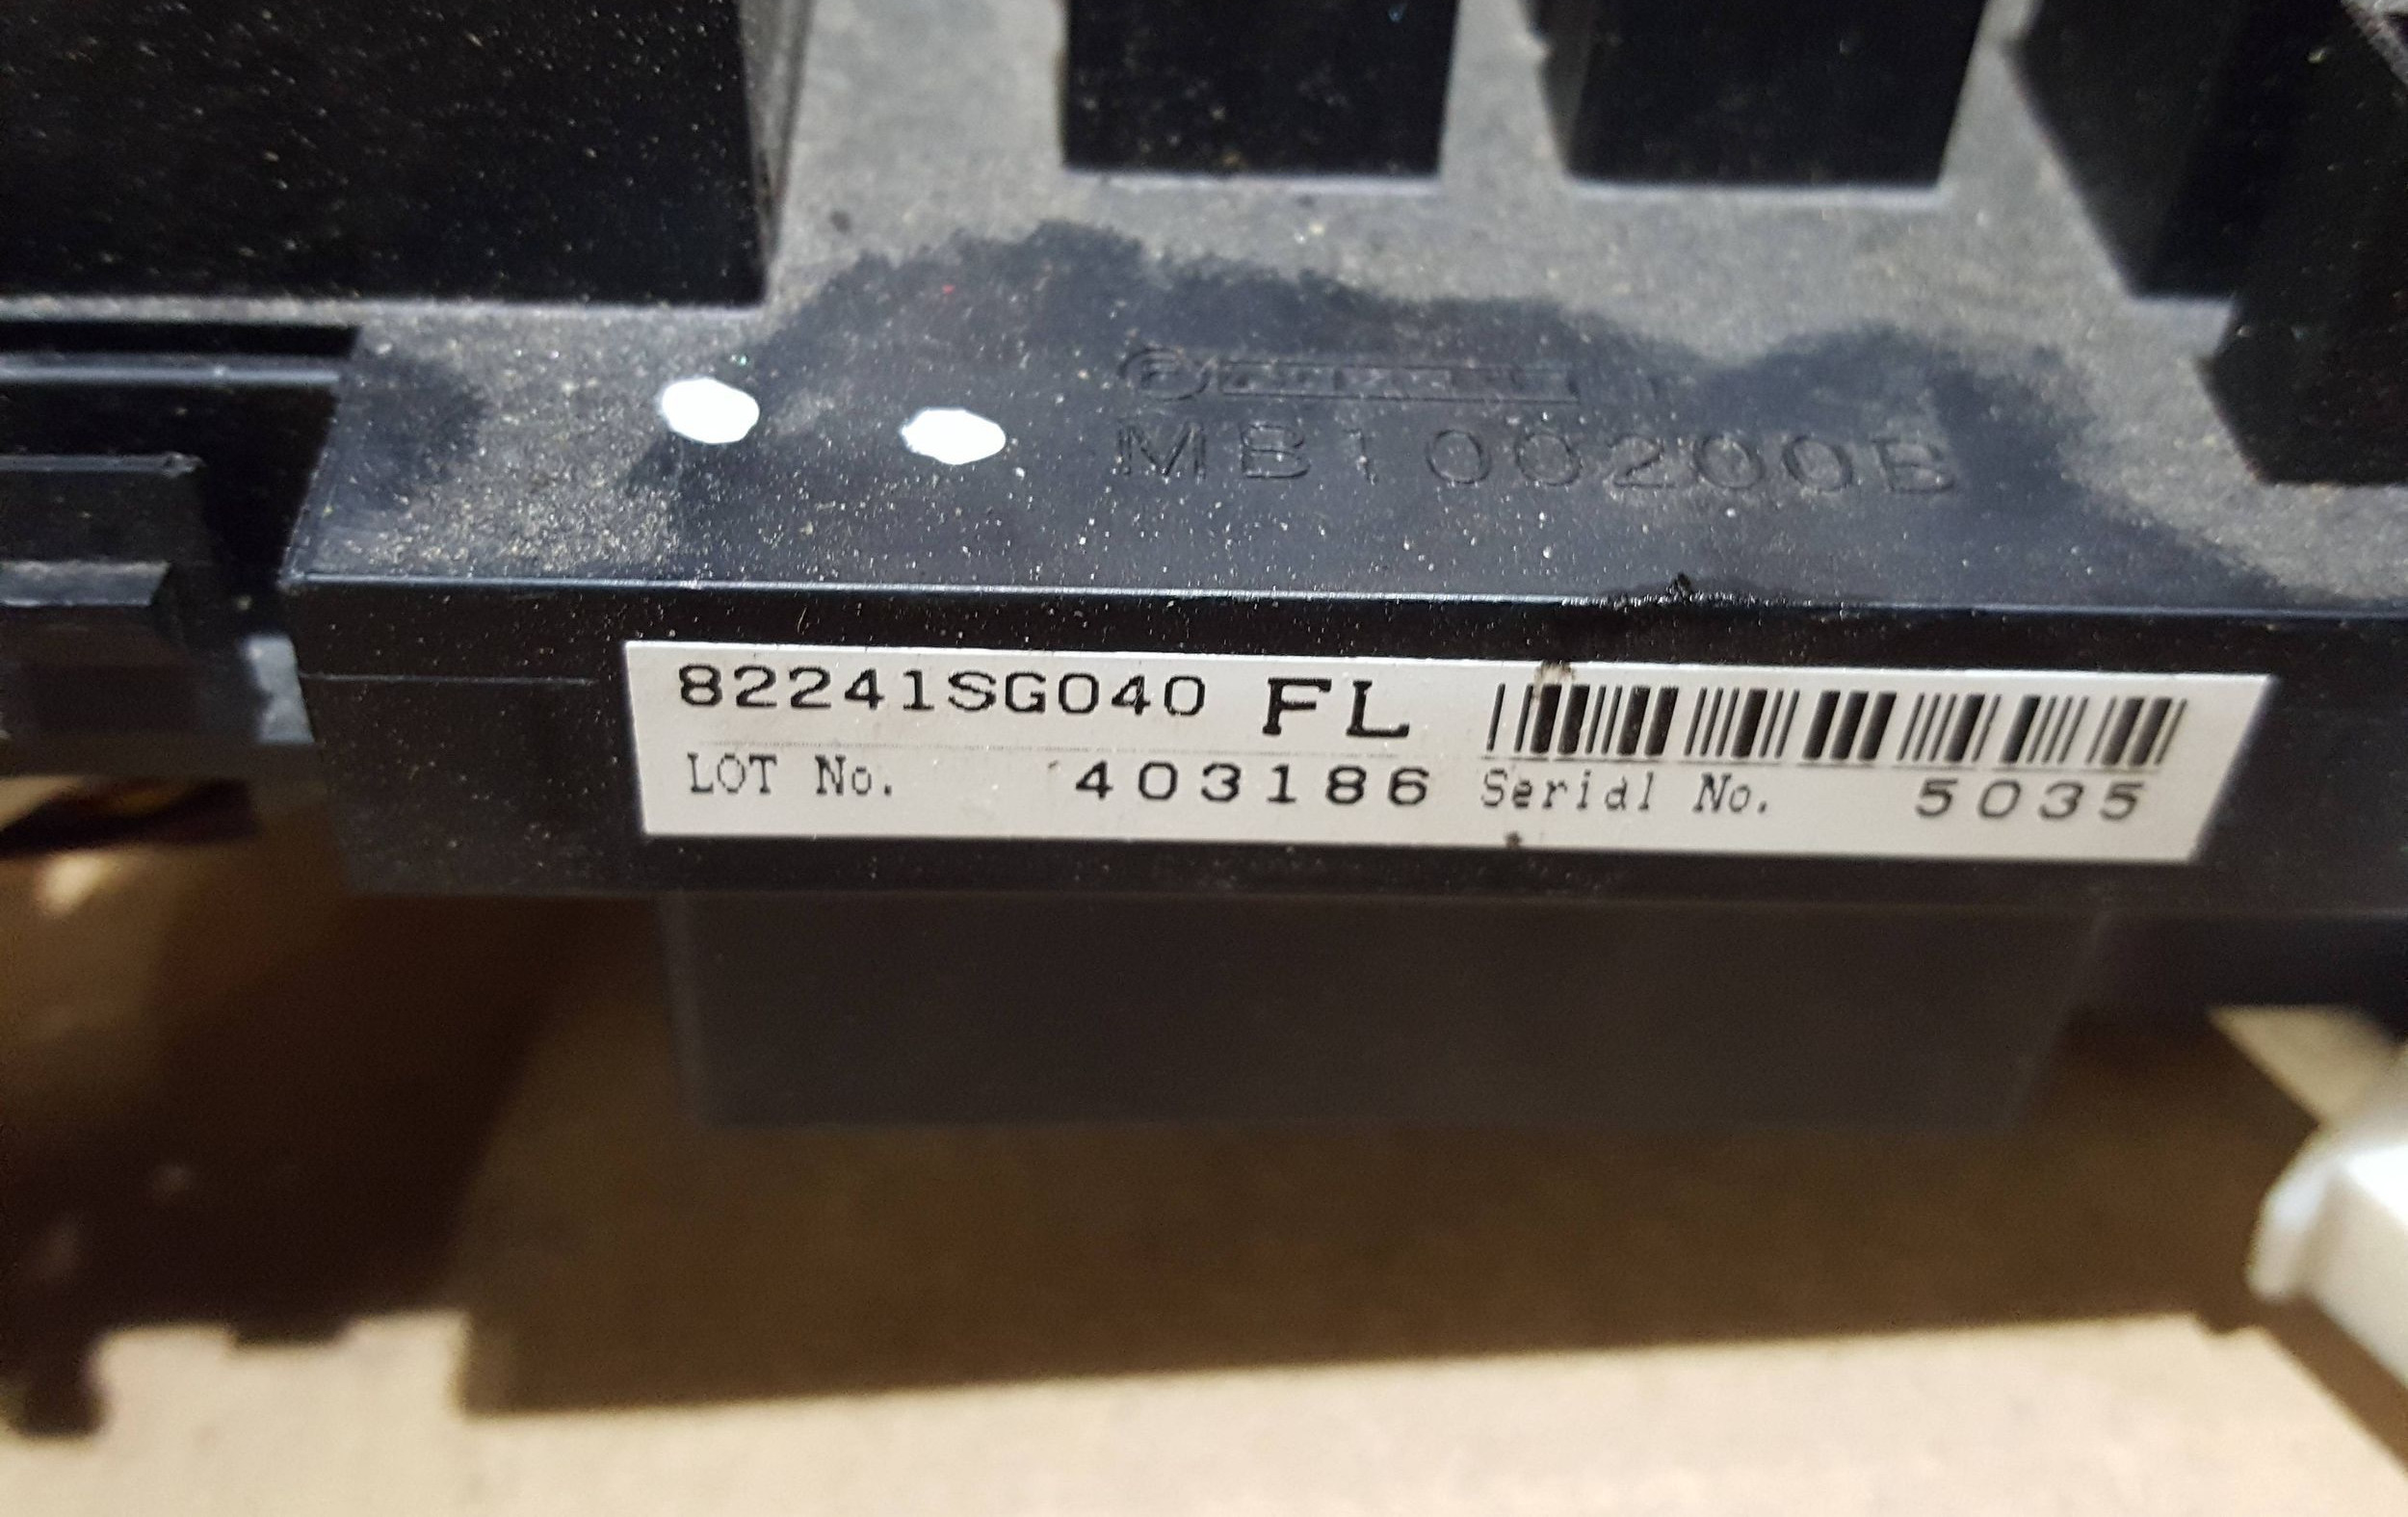 MB100200B
82241SG040 FL
LOT No. 403186 Serial No. 5035